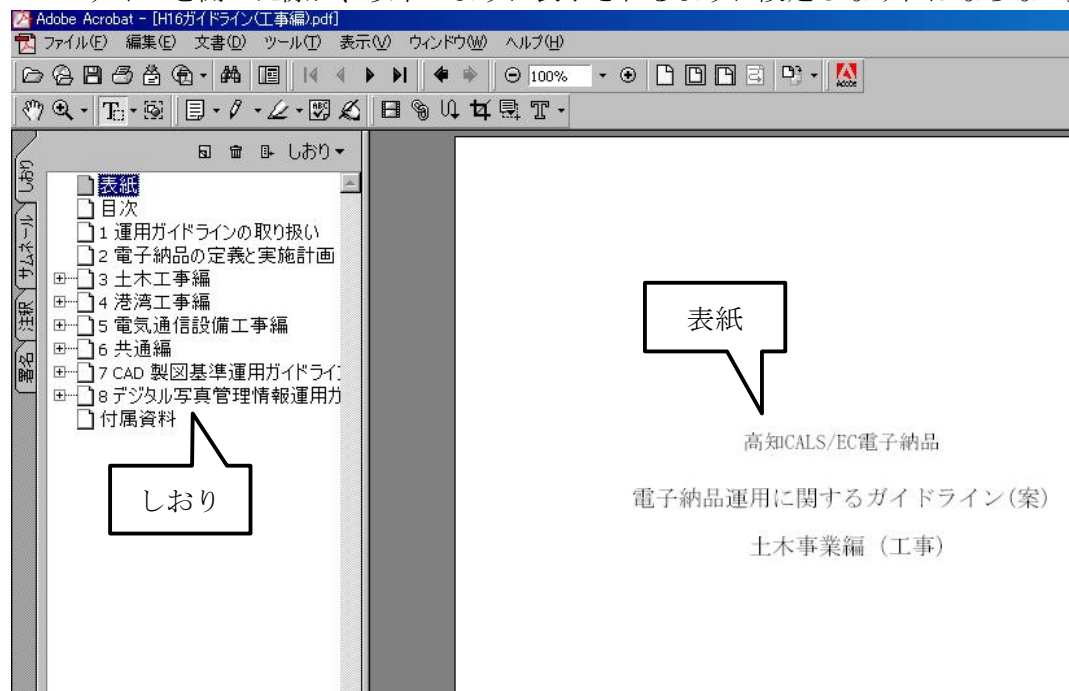 Adobe Acrobat - [H16ガイドライン(工事編).pdf]
ファイル(F) 編集(E) 文書(D) ツール(T) 表示(V) ウィンドウ(W) ヘルプ(H)
100%
Adobe
しおり
サムネール
注釈
署名
しおり
表紙
目次
1 運用ガイドラインの取り扱い
2 電子納品の定義と実施計画
3 土木工事編
4 港湾工事編
5 電気通信設備工事編
6 共通編
7 CAD 製図基準運用ガイドライ
8 デジタル写真管理情報運用ガ
付属資料
しおり
表紙
高知CALS/EC電子納品
電子納品運用に関するガイドライン(案)
土木事業編（工事）